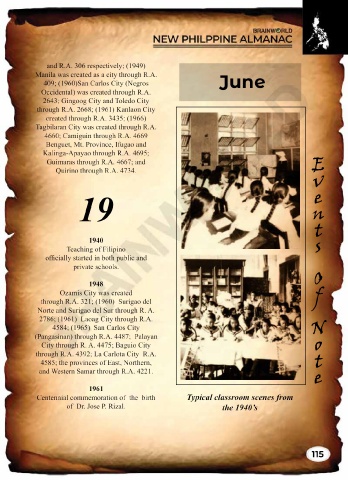 BRAINWORLD
NEW PHILPPINE ALMANAC
and R.A. 306 respectively; (1949)
Manila was created as a city through R.A.
409; (1960)San Carlos City (Negros
Occidental) was created through R.A.
2643; Gingoog City and Toledo City
through R.A. 2668; (1961) Kanlaon City
created through R.A. 3435; (1966)
Tagbilaran City was created through R.A.
4660; Camiguin through R.A. 4669
Benguet, Mt. Province, Ifugao and
Kalinga-Apayao through R.A. 4695;
Guimaras through R.A. 4667; and
Quirino through R.A. 4734.
19
1940
Teaching of Filipino
officially started in both public and
private schools.
1948
Ozamis City was created
through R.A. 321; (1960) Surigao del
Norte and Surigao del Sur through R. A.
2786; (1961) Laoag City through R.A.
4584; (1965) San Carlos City
(Pangasinan) through R.A. 4487; Palayan
City through R. A. 4475; Baguio City
through R.A. 4392; La Carlota City R.A.
4585; the provinces of East, Northern,
and Western Samar through R.A. 4221.
1961
Centennial commemoration of the birth
of Dr. Jose P. Rizal.
June
Events Of Note
Typical classroom scenes from
the 1940's
115